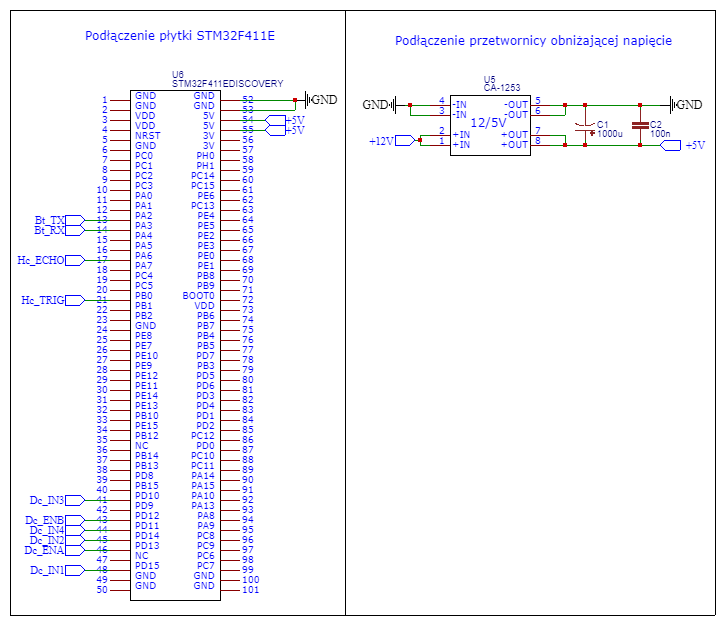 Podłączenie płytki STM32F411E
U6
STM32F411EDISCOVERY
1 GND GND 52 GND
2 GND GND 53
3 VDD 5V 54 +5V
4 VDD 5V 55 +5V
5 NRST 3V 56
6 GND 3V 57
7 PC0 PH0 58
8 PC1 PH1 59
9 PC2 PC14 60
10 PC3 PC15 61
11 PA0 PE6 62
12 PA1 PC13 63
Bt_TX 13 PA2 PE4 64
Bt_RX 14 PA3 PE5 65
15 PA4 PE2 66
16 PA5 PE3 67
Hc_ECHO 17 PA6 PE0 68
18 PA7 PE1 69
19 PC4 PB8 70
20 PC5 PB9 71
Hc_TRIG 21 PB0 BOOT0 72
22 PB1 VDD 73
23 PB2 PB6 74
24 GND PB7 75
25 PE8 PB4 76
26 PE7 PB5 77
27 PE10 PD7 78
28 PE9 PB3 79
29 PE12 PD5 80
30 PE11 PD6 81
31 PE14 PD3 82
32 PE13 PD4 83
33 PB10 PD1 84
34 PE15 PD2 85
35 PB12 PC12 86
36 NC PD0 87
37 PB14 PC10 88
38 PB13 PC11 89
39 PD8 PA14 90
40 PB15 PA15 91
Dc_IN3 41 PD10 PA10 92
42 PD9 PA13 93
Dc_ENB 43 PD12 PA8 94
Dc_IN4 44 PD11 PA9 95
Dc_IN2 45 PD14 PC8 96
Dc_ENA 46 PD13 PC9 97
47 NC PC6 98
Dc_IN1 48 PD15 PC7 99
49 GND GND 100
50 GND GND 101
Podłączenie przetwornicy obniżającej napięcie
U5
CA-1253
GND 4 -IN -OUT 5 GND
3 -IN -OUT 6
12/5V
C1 1000u
C2 100n
+12V 2 +IN +OUT 7
1 +IN +OUT 8 +5V